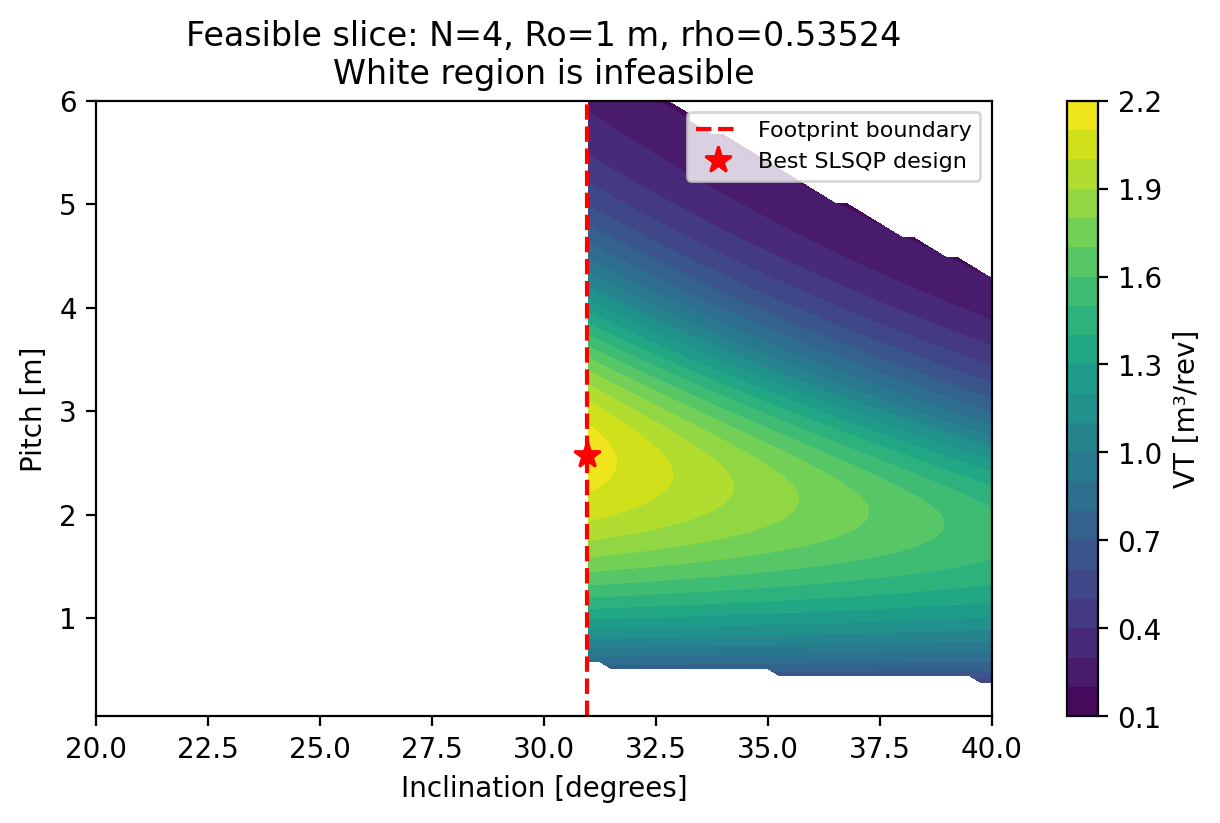 Feasible slice: N=4, Ro=1 m, rho=0.53524
White region is infeasible
Footprint boundary
Best SLSQP design
6
5
4
3
2
1
Pitch [m]
20.0 22.5 25.0 27.5 30.0 32.5 35.0 37.5 40.0
Inclination [degrees]
2.2
1.9
1.6
1.3
1.0
0.7
0.4
0.1
VT [m³/rev]